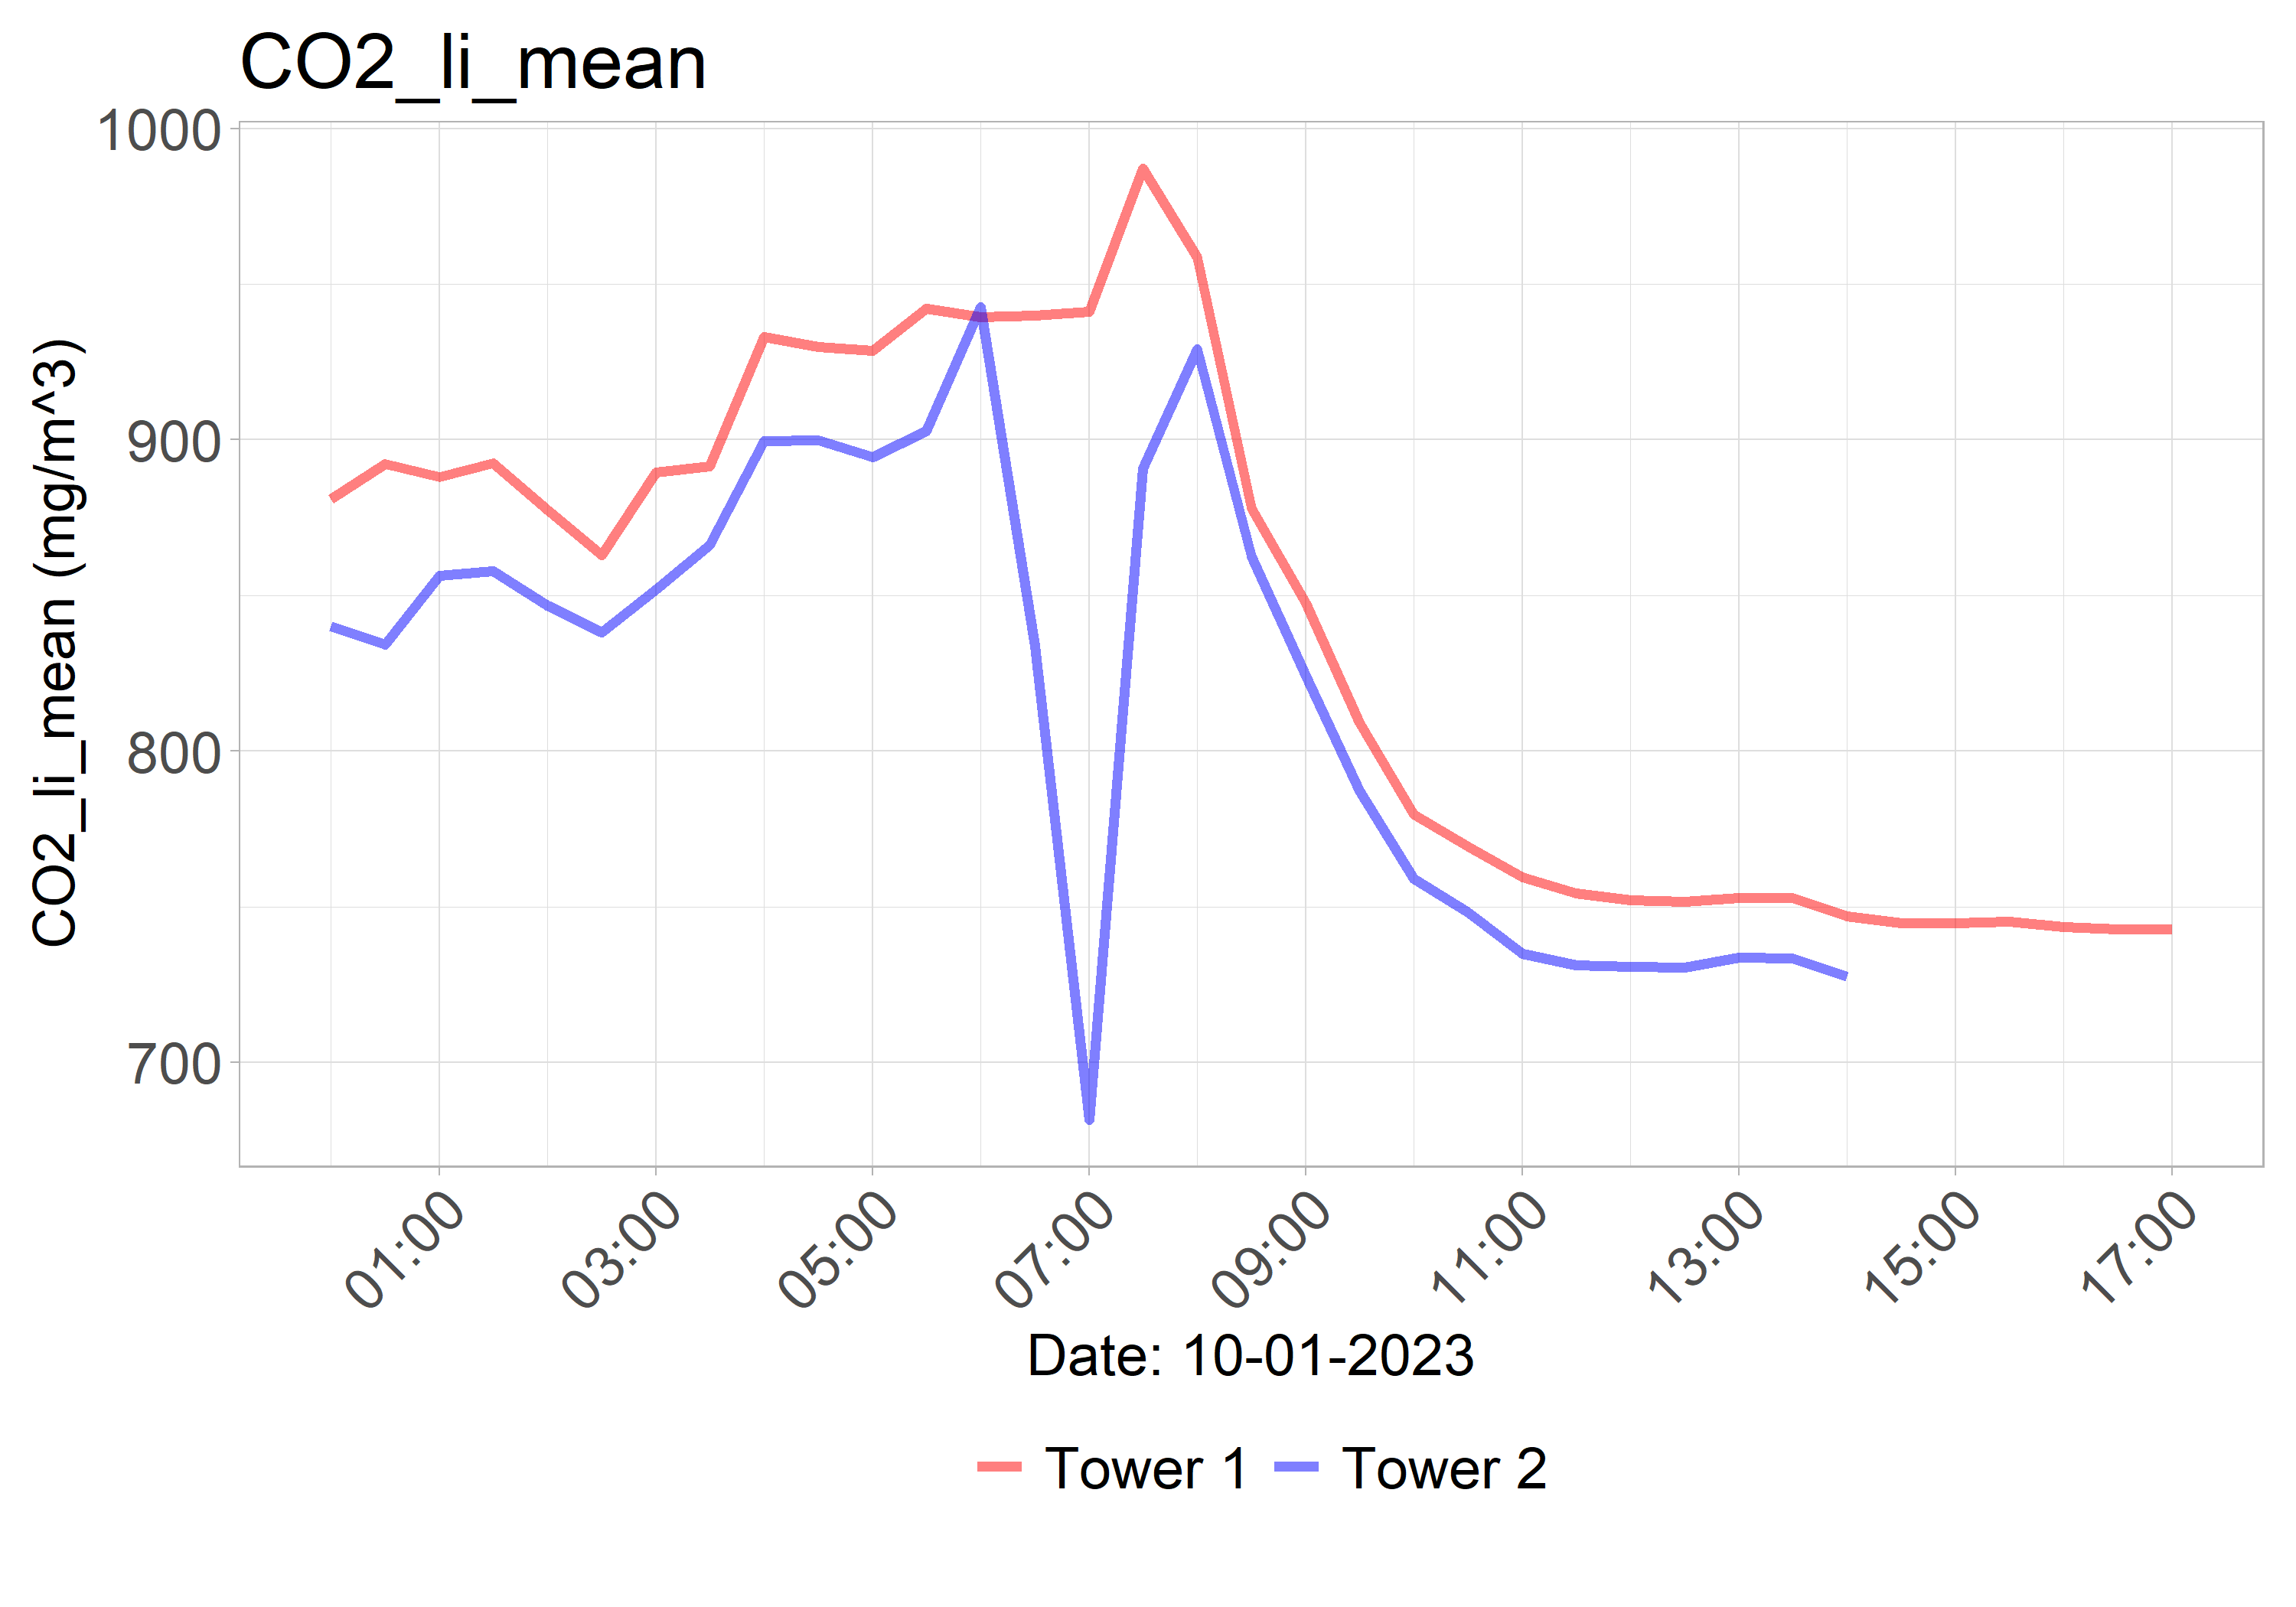 CO2_li_mean
1000
900
800
700
CO2_li_mean (mg/m^3)
01:00 03:00 05:00 07:00 09:00 11:00 13:00 15:00 17:00
Date: 10-01-2023
Tower 1 Tower 2